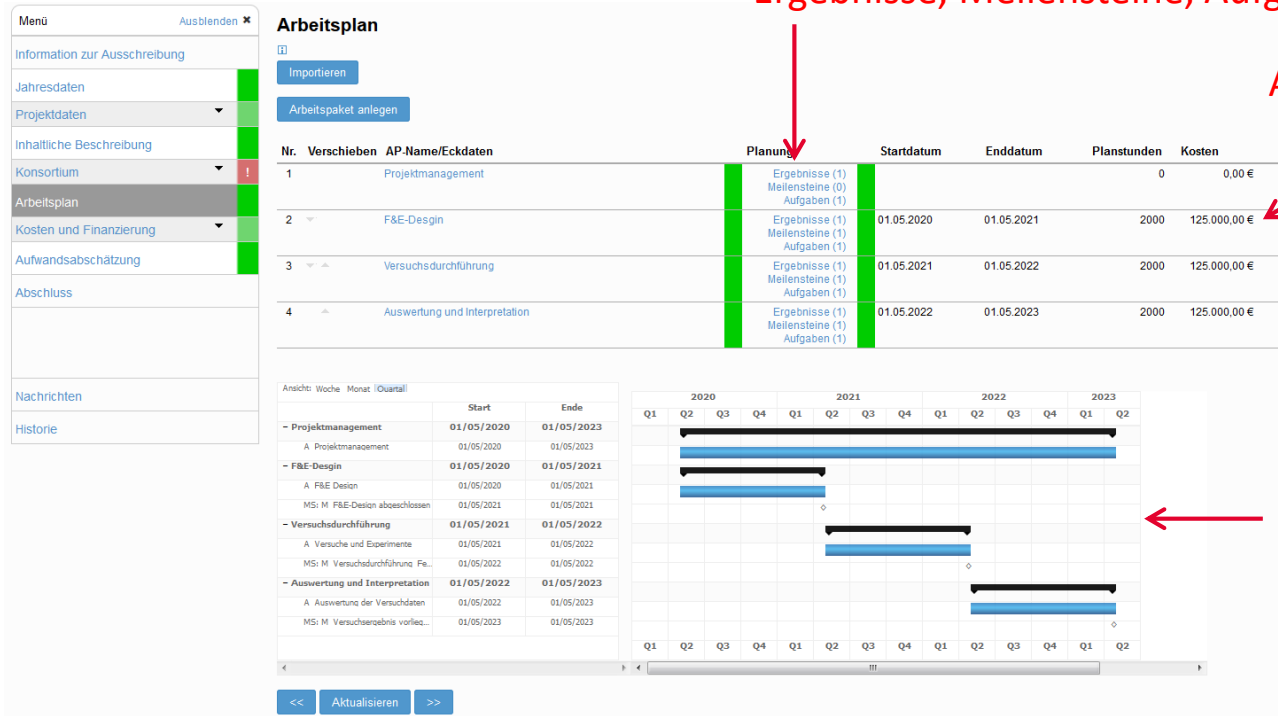 Ergebnisse, Meilensteine, Aufg
A
Menü Ausblenden ✖
Information zur Ausschreibung
Jahresdaten
Projektdaten
Inhaltliche Beschreibung
Konsortium !
Arbeitsplan
Kosten und Finanzierung
Aufwandsabschätzung
Abschluss
Nachrichten
Historie
Arbeitsplan
i
Importieren
Arbeitspaket anlegen
Nr. Verschieben AP-Name/Eckdaten Planung Startdatum Enddatum Planstunden Kosten
1 Projektmanagement Ergebnisse (1) 0 0,00 €
Meilensteine (0)
Aufgaben (1)
2 F&E-Desgin Ergebnisse (1) 01.05.2020 01.05.2021 2000 125.000,00 €
Meilensteine (1)
Aufgaben (1)
3 Versuchsdurchführung Ergebnisse (1) 01.05.2021 01.05.2022 2000 125.000,00 €
Meilensteine (1)
Aufgaben (1)
4 Auswertung und Interpretation Ergebnisse (1) 01.05.2022 01.05.2023 2000 125.000,00 €
Meilensteine (1)
Aufgaben (1)
Ansicht: Woche Monat Quartal
Start Ende
2020 2021 2022 2023
Q1 Q2 Q3 Q4 Q1 Q2 Q3 Q4 Q1 Q2 Q3 Q4 Q1 Q2
− Projektmanagement 01/05/2020 01/05/2023
A Projektmanagement 01/05/2020 01/05/2023
− F&E-Desgin 01/05/2020 01/05/2021
A F&E Design 01/05/2020 01/05/2021
MS: M F&E-Design abgeschlossen 01/05/2021 01/05/2021
− Versuchsdurchführung 01/05/2021 01/05/2022
A Versuche und Experimente 01/05/2021 01/05/2022
MS: M Versuchsdurchführung Fe... 01/05/2022 01/05/2022
− Auswertung und Interpretation 01/05/2022 01/05/2023
A Auswertung der Versuchdaten 01/05/2022 01/05/2023
MS: M Versuchsergebnis vorlieg... 01/05/2023 01/05/2023
Q1 Q2 Q3 Q4 Q1 Q2 Q3 Q4 Q1 Q2 Q3 Q4 Q1 Q2
<< Aktualisieren >>